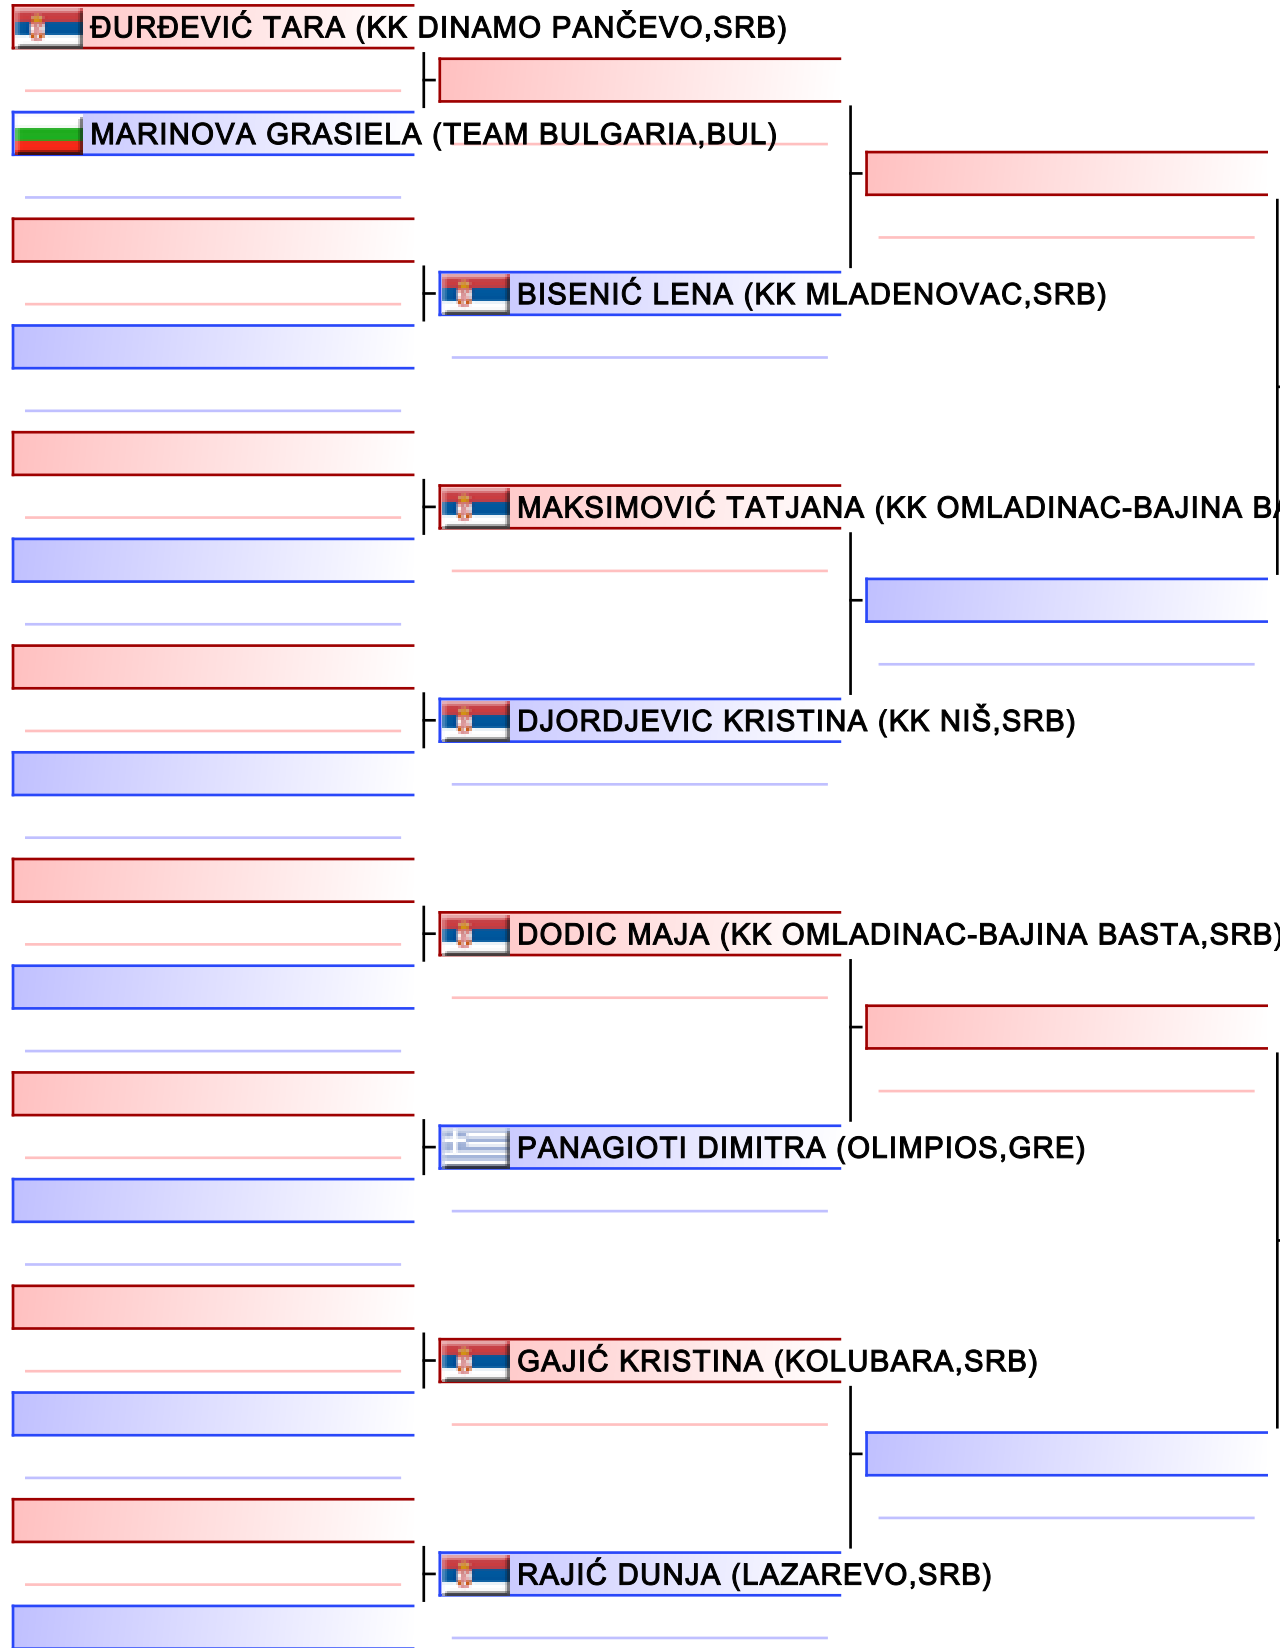 ĐURĐEVIĆ TARA (KK DINAMO PANČEVO,SRB)
MARINOVA GRASIELA (TEAM BULGARIA,BUL)
BISENIĆ LENA (KK MLADENOVAC,SRB)
MAKSIMOVIĆ TATJANA (KK OMLADINAC-BAJINA
DJORDJEVIC KRISTINA (KK NIŠ,SRB)
DODIC MAJA (KK OMLADINAC-BAJINA BASTA,SRB)
PANAGIOTI DIMITRA (OLIMPIOS,GRE)
GAJIĆ KRISTINA (KOLUBARA,SRB)
RAJIĆ DUNJA (LAZAREVO,SRB)